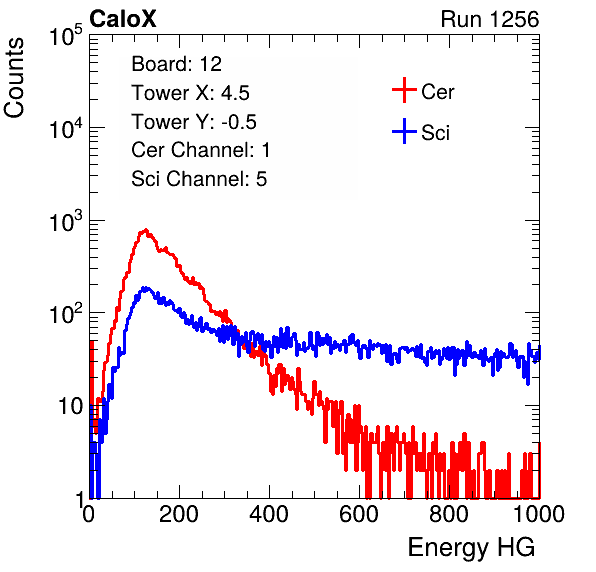 CaloX Run 1256
Counts
10^5
10^4
10^3
10^2
10
1
Board: 12
Tower X: 4.5
Tower Y: -0.5
Cer Channel: 1
Sci Channel: 5
Cer
Sci
0 200 400 600 800 1000
Energy HG